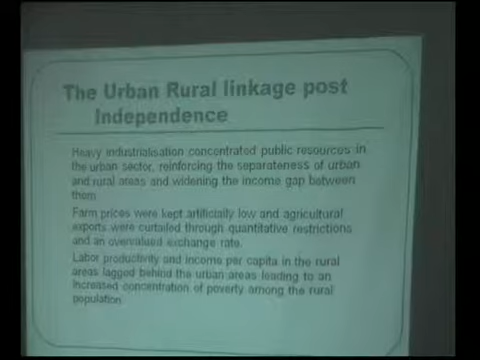 The Urban Rural linkage post
Independence
Heavy industrialisation concentrated public resources in
the urban sector, reinforcing the separateness of urban
and rural areas and widening the income gap between
them
Farm prices were kept artificially low and agricultural
exports were curtailed through quantitative restrictions
and an overvalued exchange rate.
Labor productivity and income per capita in the rural
areas lagged behind the urban areas leading to an
increased concentration of poverty among the rural
population